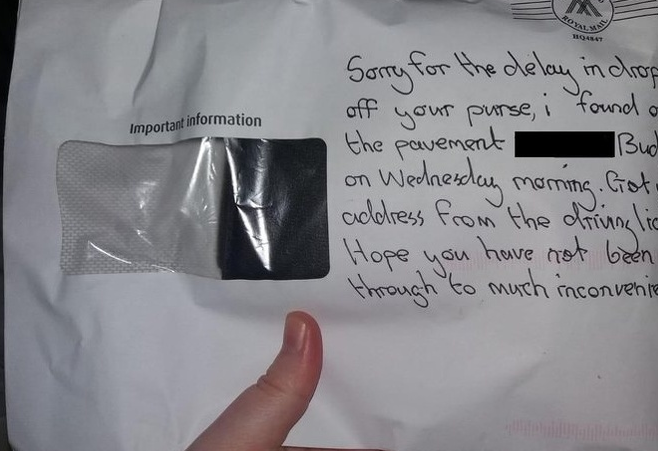 ROYAL MAIL
HQ4847
Important information
Sorry for the delay in drop
off your purse, i found o
the pavement Bud
on Wednesday morning. Got
address from the driving lic
Hope you have not been
through to much inconvenie